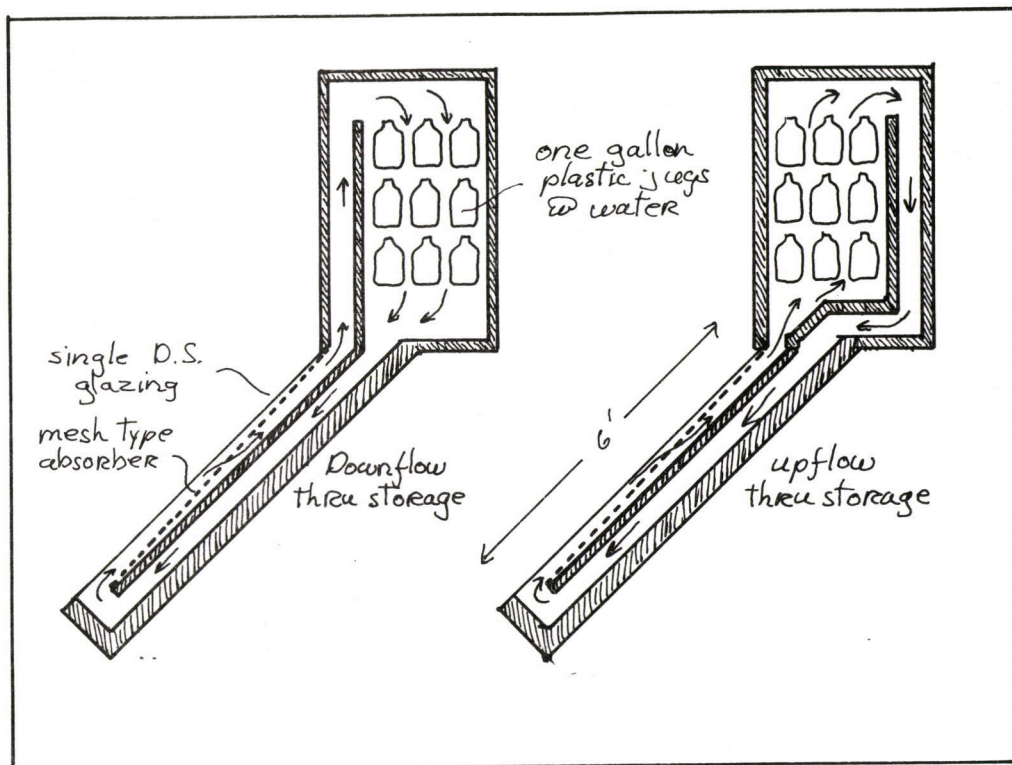 one gallon
plastic jugs
w water
single D.S.
glazing
mesh type
absorber
Downflow
thru storage
6'
upflow
thru storage